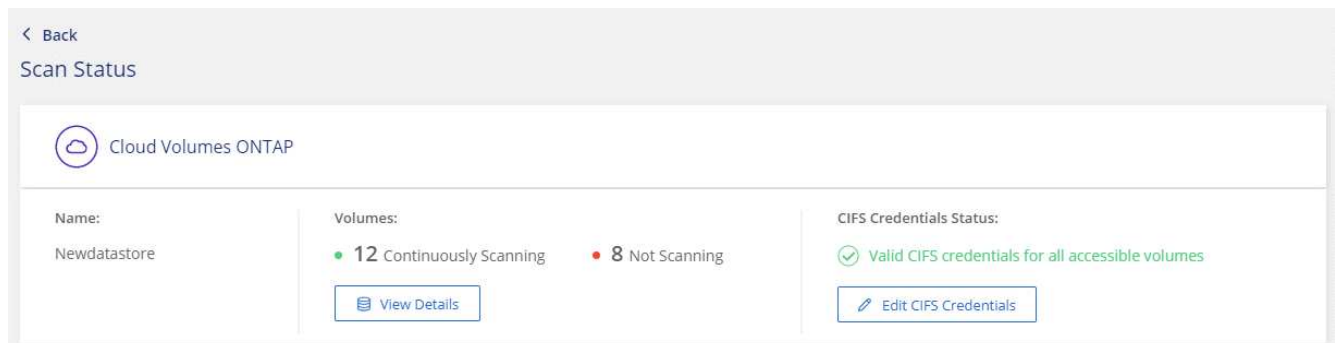 Back
Scan Status
Cloud Volumes ONTAP
Name:
Newdatastore
Volumes:
12 Continuously Scanning
8 Not Scanning
View Details
CIFS Credentials Status:
Valid CIFS credentials for all accessible volumes
Edit CIFS Credentials